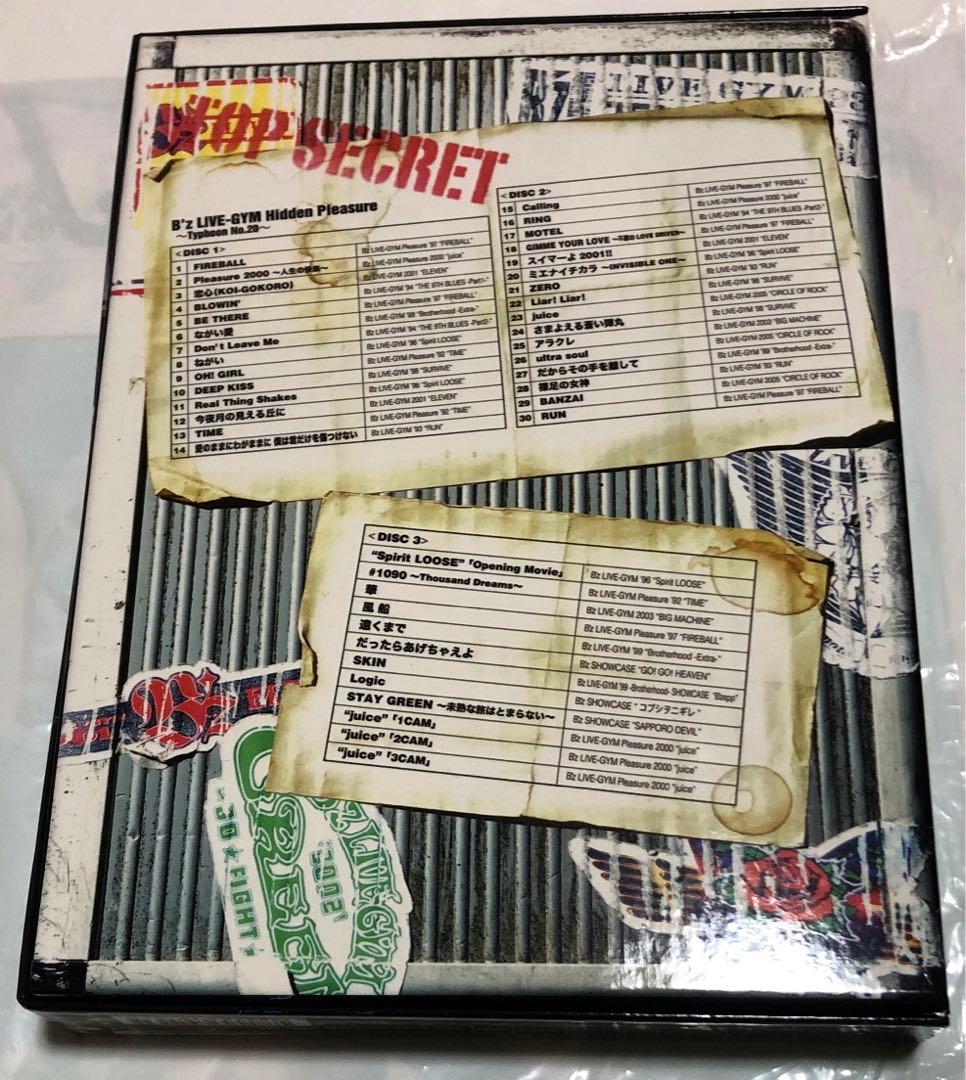 TOP SECRET
B'z LIVE-GYM Hidden Pleasure
～Typhoon No.20～
<DISC 1>
1 FIREBALL B'z LIVE-GYM Pleasure '97 "FIREBALL"
2 Pleasure 2000 ～人生の快楽～ B'z LIVE-GYM Pleasure 2000 "juice"
3 恋心(KOI-GOKORO) B'z LIVE-GYM 2001 "ELEVEN"
4 BLOWIN' B'z LIVE-GYM '94 "THE 9TH BLUES -Part1-"
5 BE THERE B'z LIVE-GYM Pleasure '97 "FIREBALL"
6 ながい愛 B'z LIVE-GYM '99 "Brotherhood -Extra-"
7 Don't Leave Me B'z LIVE-GYM '94 "THE 9TH BLUES -Part2-"
8 ねがい B'z LIVE-GYM '96 "Spirit LOOSE"
9 OH! GIRL B'z LIVE-GYM Pleasure '92 "TIME"
10 DEEP KISS B'z LIVE-GYM '98 "SURVIVE"
11 Real Thing Shakes B'z LIVE-GYM '96 "Spirit LOOSE"
12 今夜月の見える丘に B'z LIVE-GYM 2001 "ELEVEN"
13 TIME B'z LIVE-GYM Pleasure '92 "TIME"
14 愛のままにわがままに 僕は君だけを傷つけない B'z LIVE-GYM '93 "RUN"
<DISC 2>
15 Calling B'z LIVE-GYM Pleasure '97 "FIREBALL"
16 RING B'z LIVE-GYM Pleasure 2000 "juice"
17 MOTEL B'z LIVE-GYM '94 "THE 9TH BLUES -Part2-"
18 GIMME YOUR LOVE ～不屈の LOVE DRIVER～ B'z LIVE-GYM Pleasure '97 "FIREBALL"
19 スイマーよ 2001!! B'z LIVE-GYM 2001 "ELEVEN"
20 ミエナイチカラ ～INVISIBLE ONE～ B'z LIVE-GYM '96 "Spirit LOOSE"
21 ZERO B'z LIVE-GYM '93 "RUN"
22 Liar! Liar! B'z LIVE-GYM '98 "SURVIVE"
23 juice B'z LIVE-GYM 2005 "CIRCLE OF ROCK"
24 さまよえる蒼い弾丸 B'z LIVE-GYM '98 "SURVIVE"
25 アラクレ B'z LIVE-GYM 2003 "BIG MACHINE"
26 ultra soul B'z LIVE-GYM 2005 "CIRCLE OF ROCK"
27 だからその手を離して B'z LIVE-GYM '99 "Brotherhood -Extra-"
28 裸足の女神 B'z LIVE-GYM '93 "RUN"
29 BANZAI B'z LIVE-GYM 2005 "CIRCLE OF ROCK"
30 RUN B'z LIVE-GYM Pleasure '97 "FIREBALL"
<DISC 3>
"Spirit LOOSE"「Opening Movie」 B'z LIVE-GYM '96 "Spirit LOOSE"
#1090 ～Thousand Dreams～ B'z LIVE-GYM Pleasure '92 "TIME"
華 B'z LIVE-GYM 2003 "BIG MACHINE"
風船 B'z LIVE-GYM Pleasure '97 "FIREBALL"
遠くまで B'z LIVE-GYM '99 "Brotherhood -Extra-"
だったらあげちゃえよ B'z SHOWCASE "GO! GO! HEAVEN"
SKIN B'z LIVE-GYM '99 -Brotherhood- SHOWCASE "Bzepp"
Logic B'z SHOWCASE "コブシヲニギレ"
STAY GREEN ～未熟な旅はとまらない～ B'z SHOWCASE "SAPPORO DEVIL"
"juice"「1CAM」 B'z LIVE-GYM Pleasure 2000 "juice"
"juice"「2CAM」 B'z LIVE-GYM Pleasure 2000 "juice"
"juice"「3CAM」 B'z LIVE-GYM Pleasure 2000 "juice"
B'z LIVE-GYM
B'z
LIVE-GYM
2002
GREEN
'30★FIGHT★